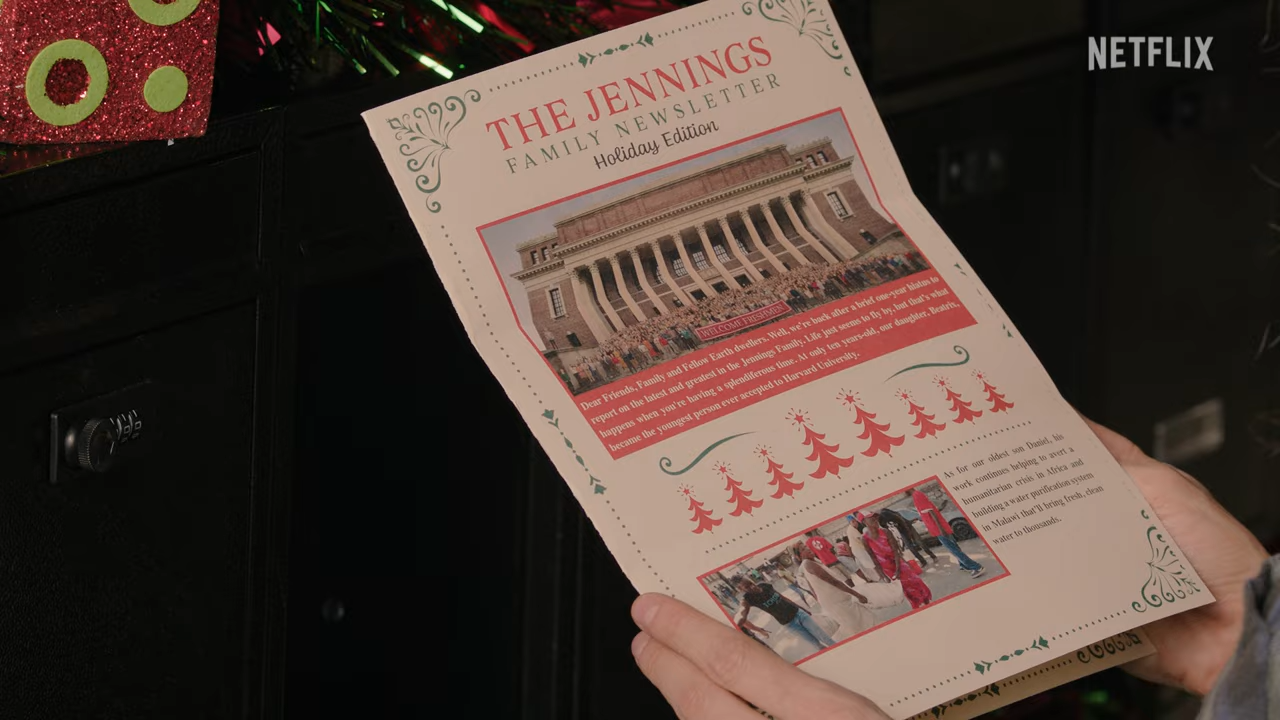 NETFLIX
THE JENNINGS
FAMILY NEWSLETTER
Holiday Edition
WELCOME FRESHMEN
Dear Friends, Family and Fellow Earth dwellers. Well, we're back after a brief one-year hiatus to
report on the latest and greatest in the Jennings Family. Life just seems to fly by, but that's what
happens when you're having a splendiferous time. At only ten years-old, our daughter, Beatrix,
became the youngest person ever accepted to Harvard University.
As for our oldest son Daniel, his
work continues helping to avert a
humanitarian crisis in Africa and
building a water purification system
in Malawi that'll bring fresh, clean
water to thousands.